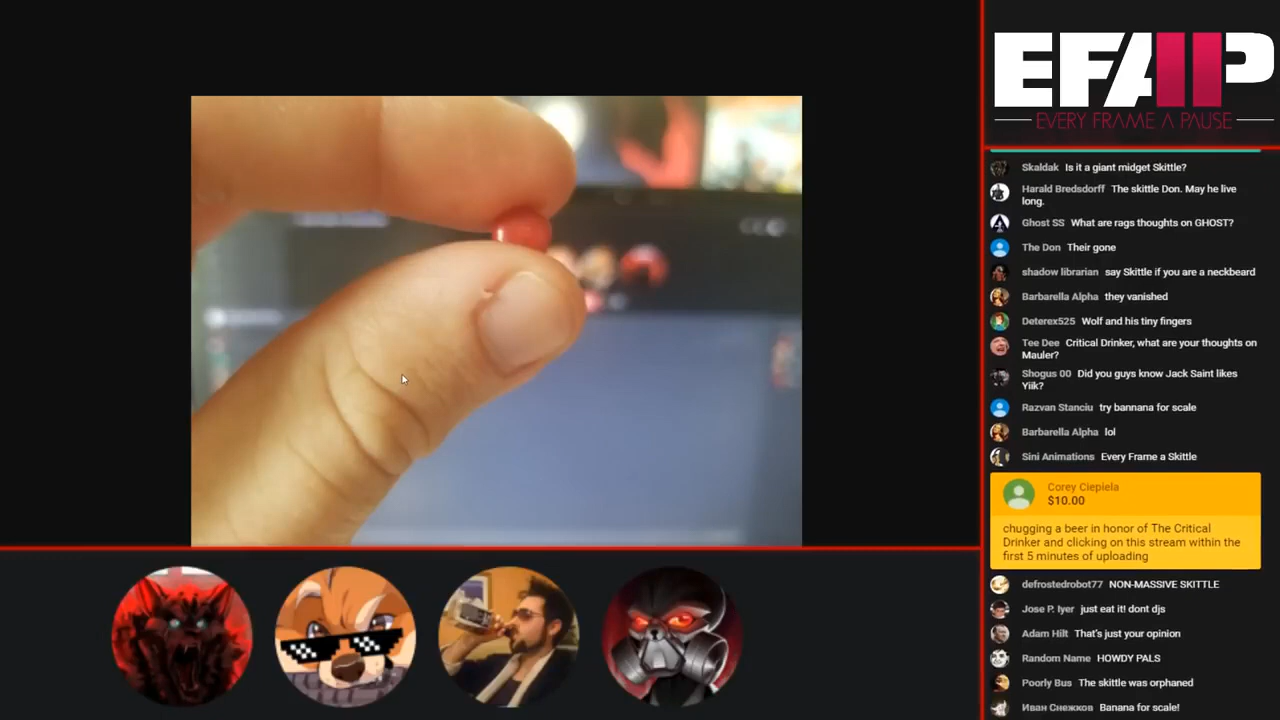 EFAP
EVERY FRAME A PAUSE
Skaldak Is it a giant midget Skittle?
Harald Bredsdorff The skittle Don. May he live
long.
Ghost SS What are rags thoughts on GHOST?
The Don Their gone
shadow librarian say Skittle if you are a neckbeard
Barbarella Alpha they vanished
Deterex525 Wolf and his tiny fingers
Tee Dee Critical Drinker, what are your thoughts on
Mauler?
Shogus 00 Did you guys know Jack Saint likes
Yiik?
Razvan Stanciu try bannana for scale
Barbarella Alpha lol
Sini Animations Every Frame a Skittle
Corey Ciepiela
$10.00
chugging a beer in honor of The Critical
Drinker and clicking on this stream within the
first 5 minutes of uploading
defrostedrobot77 NON-MASSIVE SKITTLE
Jose P. Iyer just eat it! dont djs
Adam Hilt That's just your opinion
Random Name HOWDY PALS
Poorly Bus The skittle was orphaned
Иван Снежков Banana for scale!